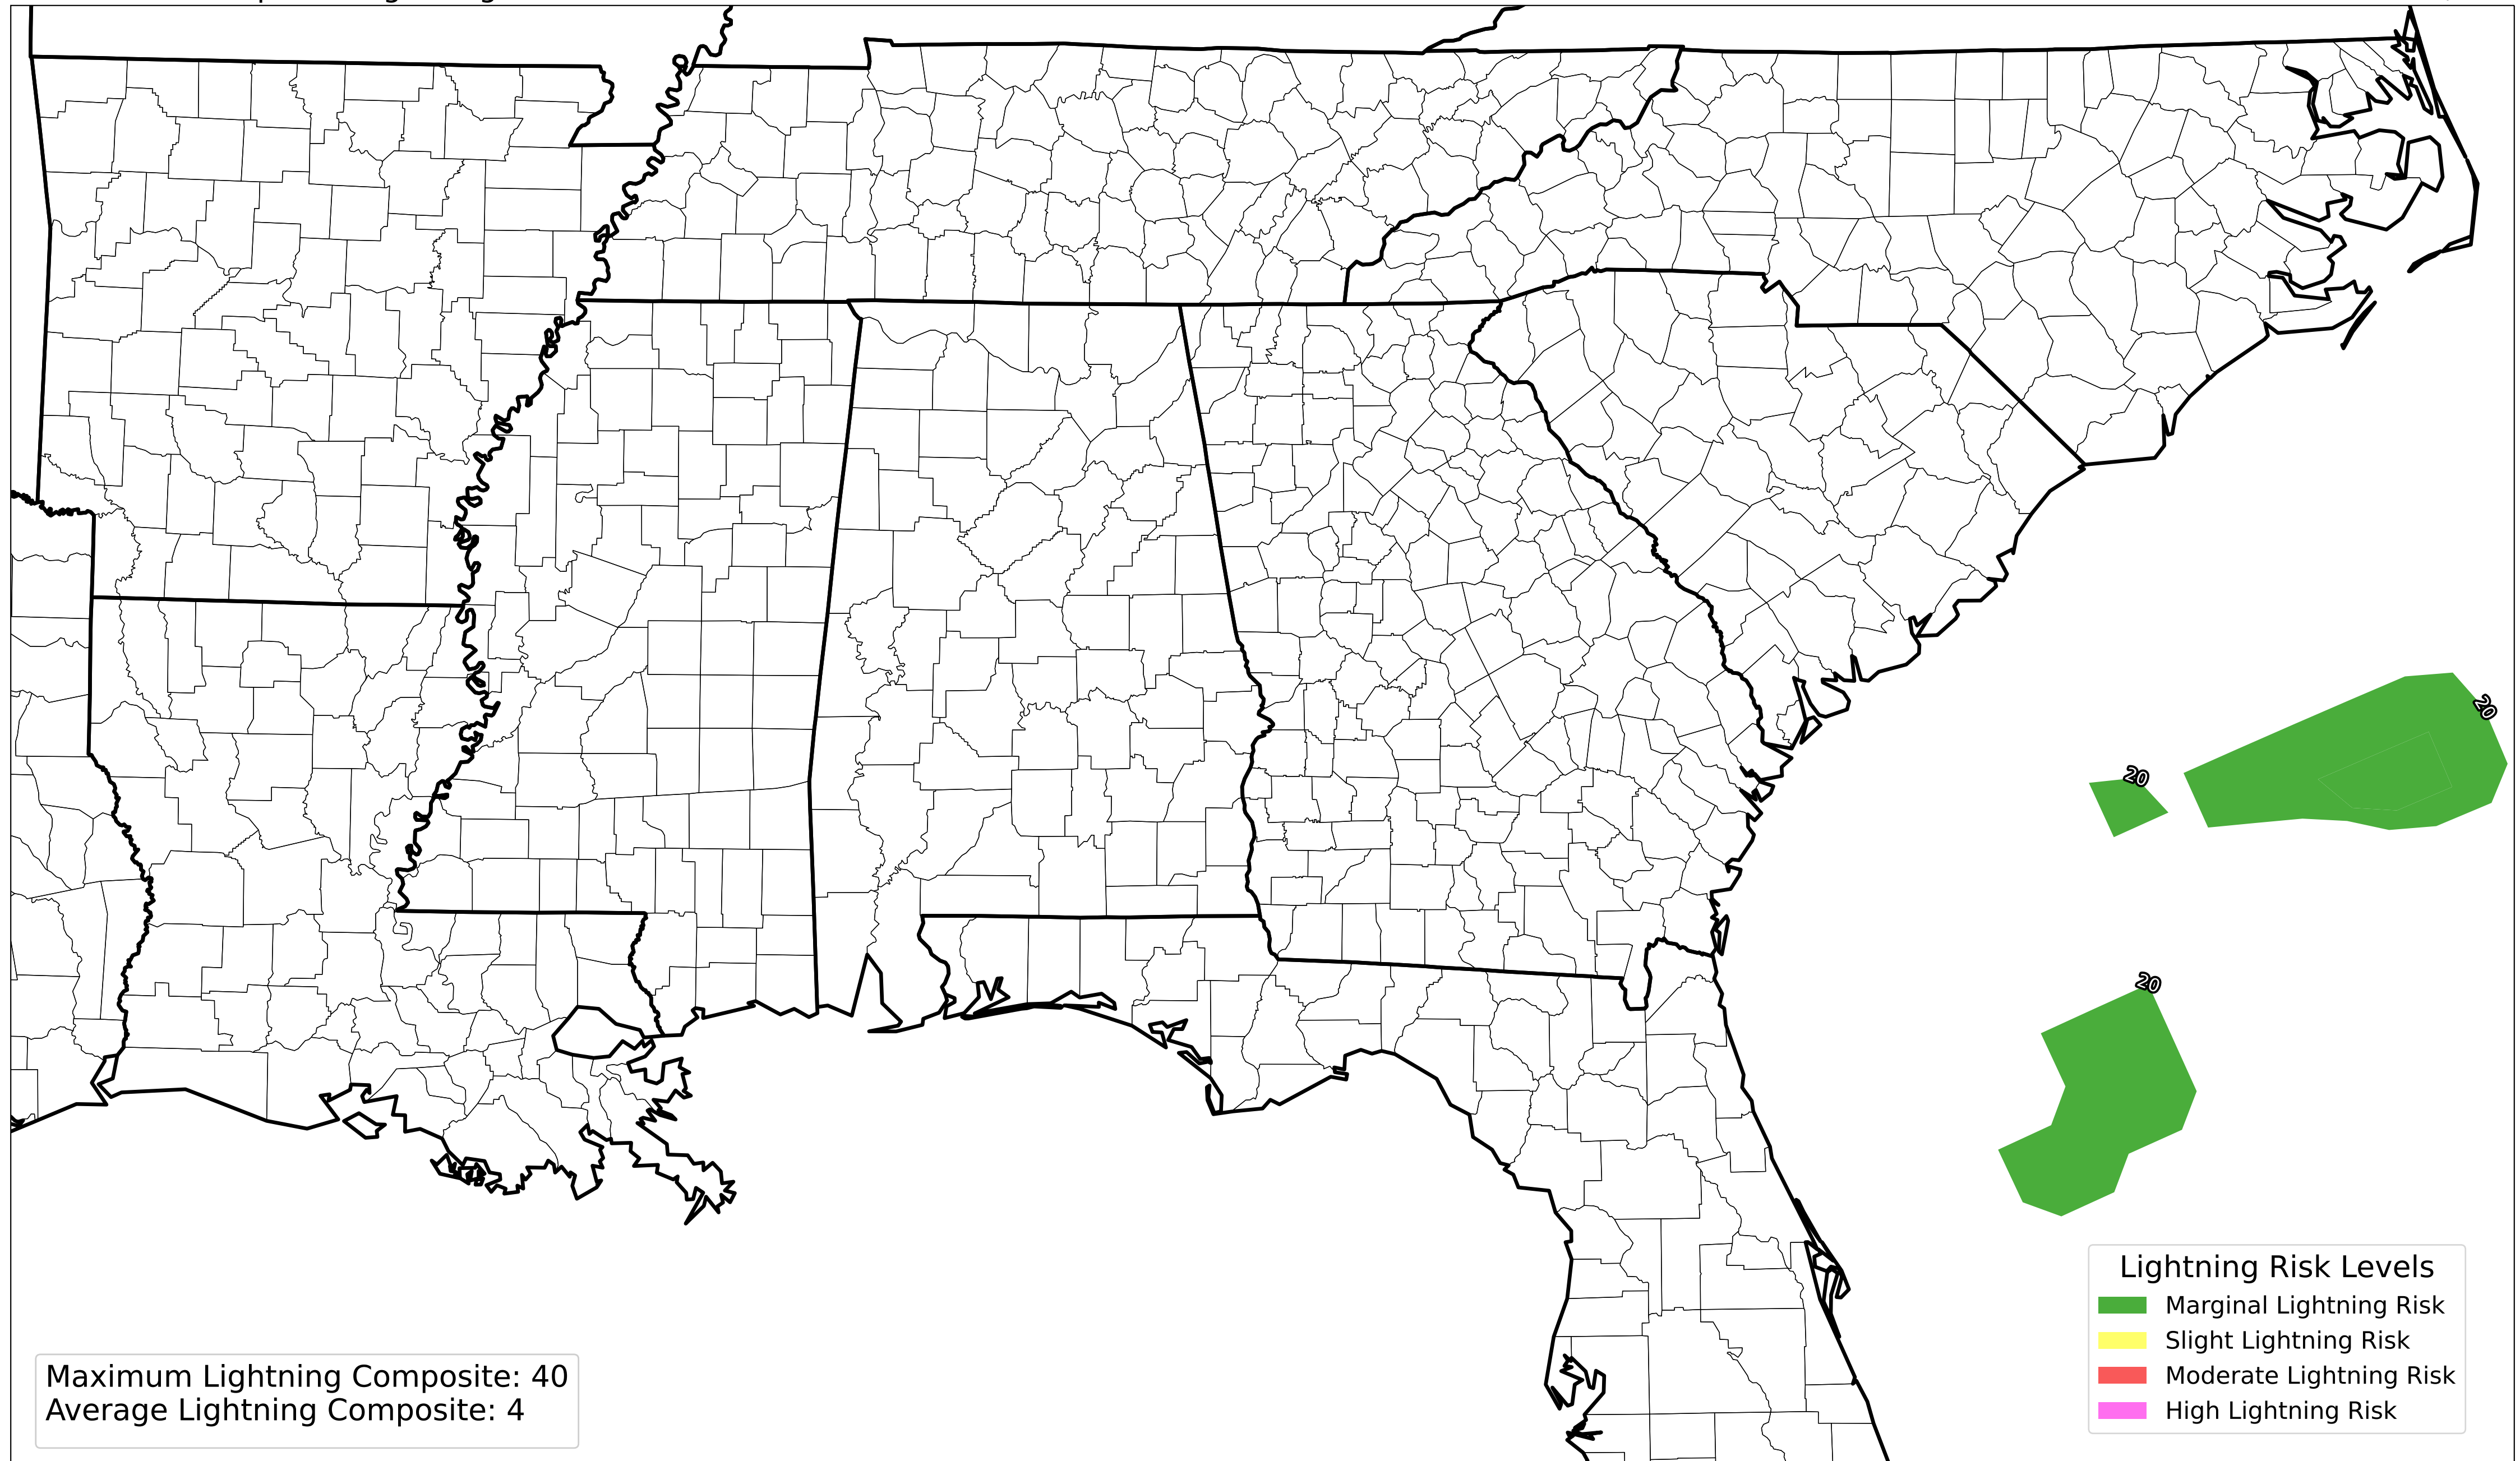 20
20
20
Lightning Risk Levels
Marginal Lightning Risk
Slight Lightning Risk
Moderate Lightning Risk
High Lightning Risk
Maximum Lightning Composite: 40
Average Lightning Composite: 4